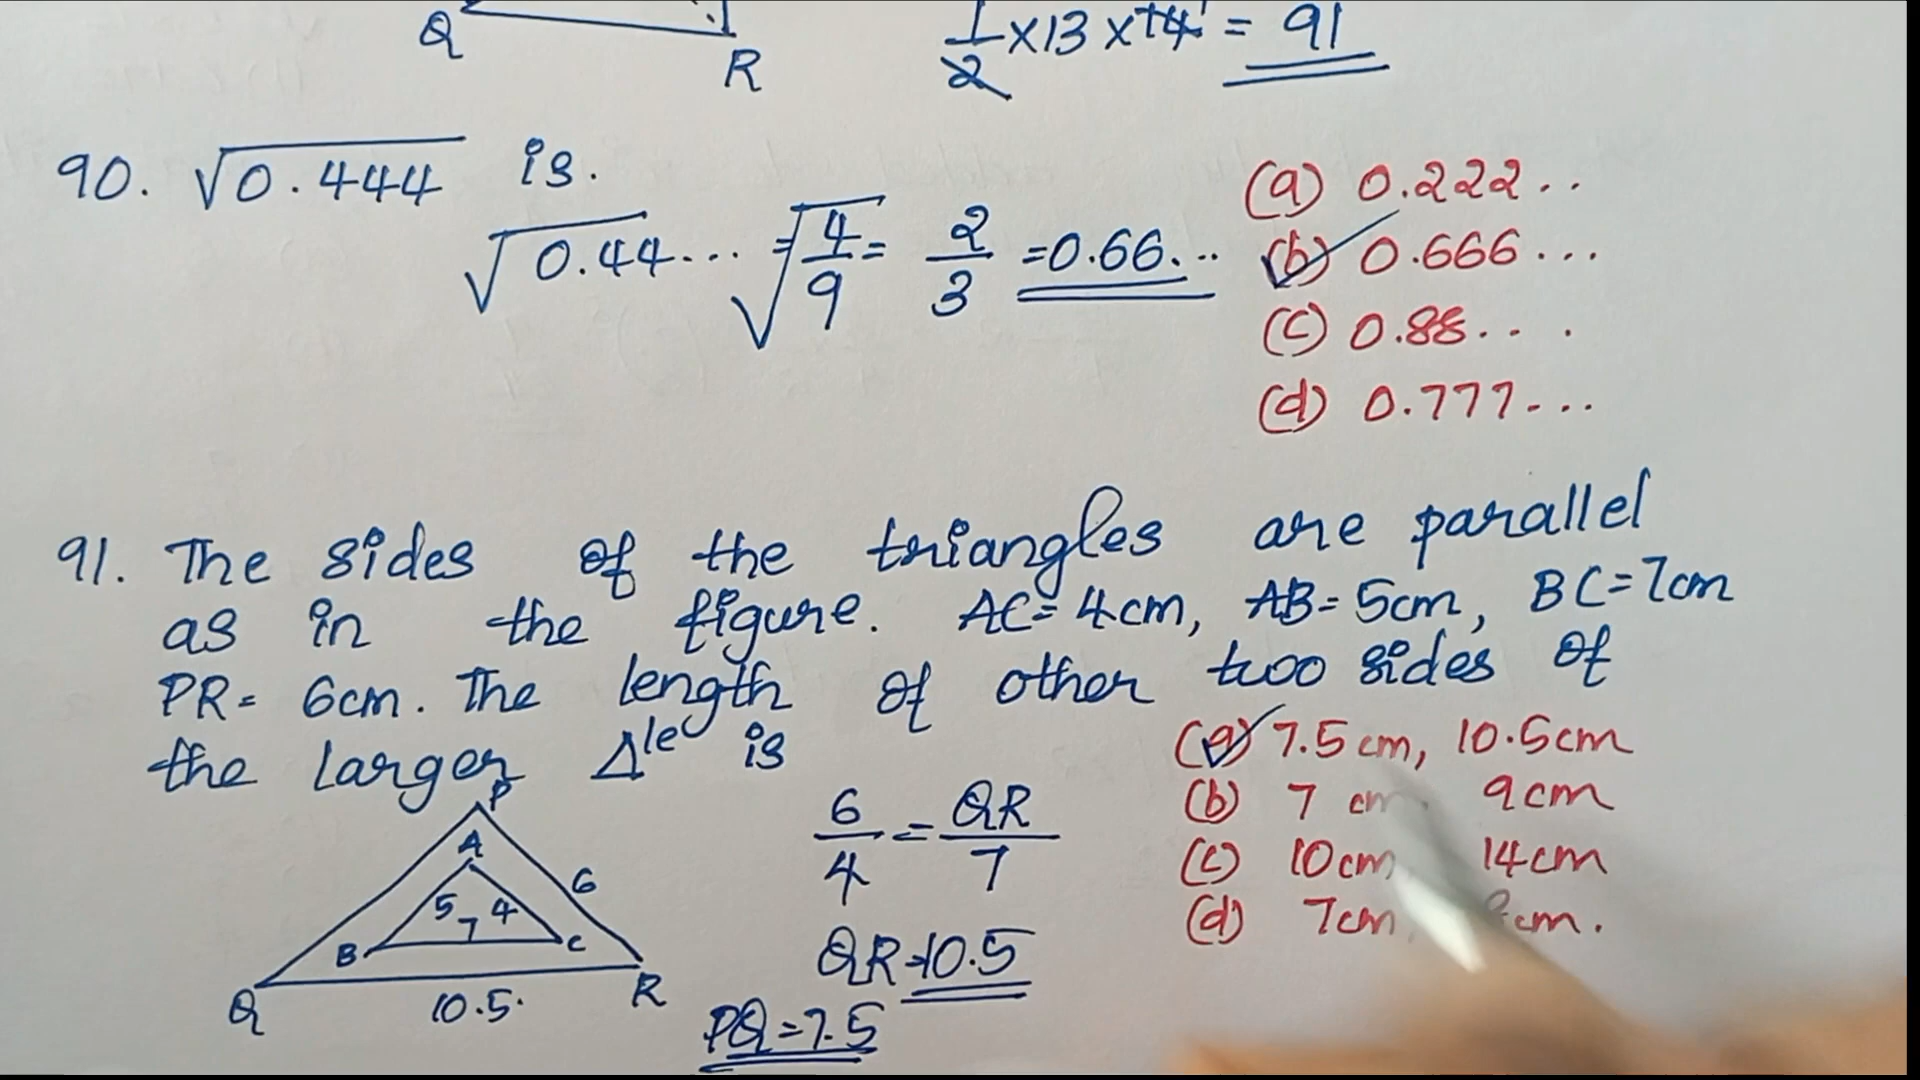 Q
R
1/2 × 13 × 14 = 91
90. √0.444 is.
√0.44... = √4/9 = 2/3 = 0.66...
(a) 0.222..
(b) 0.666...
(c) 0.88...
(d) 0.777...
91. The sides of the triangles are parallel
as in the figure. AC = 4cm, AB = 5cm, BC = 7cm
PR = 6cm. The length of other two sides of
the larger Δle is
(a) 7.5cm, 10.5cm
(b) 7 cm 9cm
(c) 10cm 14cm
(d) 7cm, cm.
P
A
6
5 7 4
B C
Q R
10.5
6/4 = QR/7
QR = 10.5
PQ = 7.5